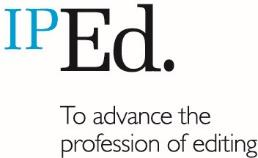 IPEd.
To advance the
profession of editing